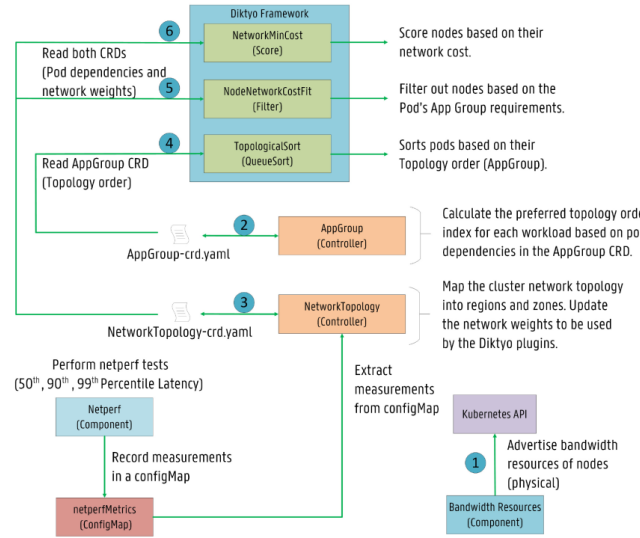 Diktyo Framework
6
NetworkMinCost
(Score)
Score nodes based on their
network cost.
Read both CRDs
(Pod dependencies and
network weights)
5
NodeNetworkCostFit
(Filter)
Filter out nodes based on the
Pod's App Group requirements.
4
TopologicalSort
(QueueSort)
Sorts pods based on their
Topology order (AppGroup).
Read AppGroup CRD
(Topology order)
2
AppGroup
(Controller)
AppGroup-crd.yaml
Calculate the preferred topology orde
index for each workload based on po
dependencies in the AppGroup CRD.
3
NetworkTopology
(Controller)
NetworkTopology-crd.yaml
Map the cluster network topology
into regions and zones. Update
the network weights to be used
by the Diktyo plugins.
Perform netperf tests
(50th, 90th, 99th Percentile Latency)
Extract
measurements
from configMap
Netperf
(Component)
Kubernetes API
Record measurements
in a configMap
1
Advertise bandwidth
resources of nodes
(physical)
netperfMetrics
(ConfigMap)
Bandwidth Resources
(Component)